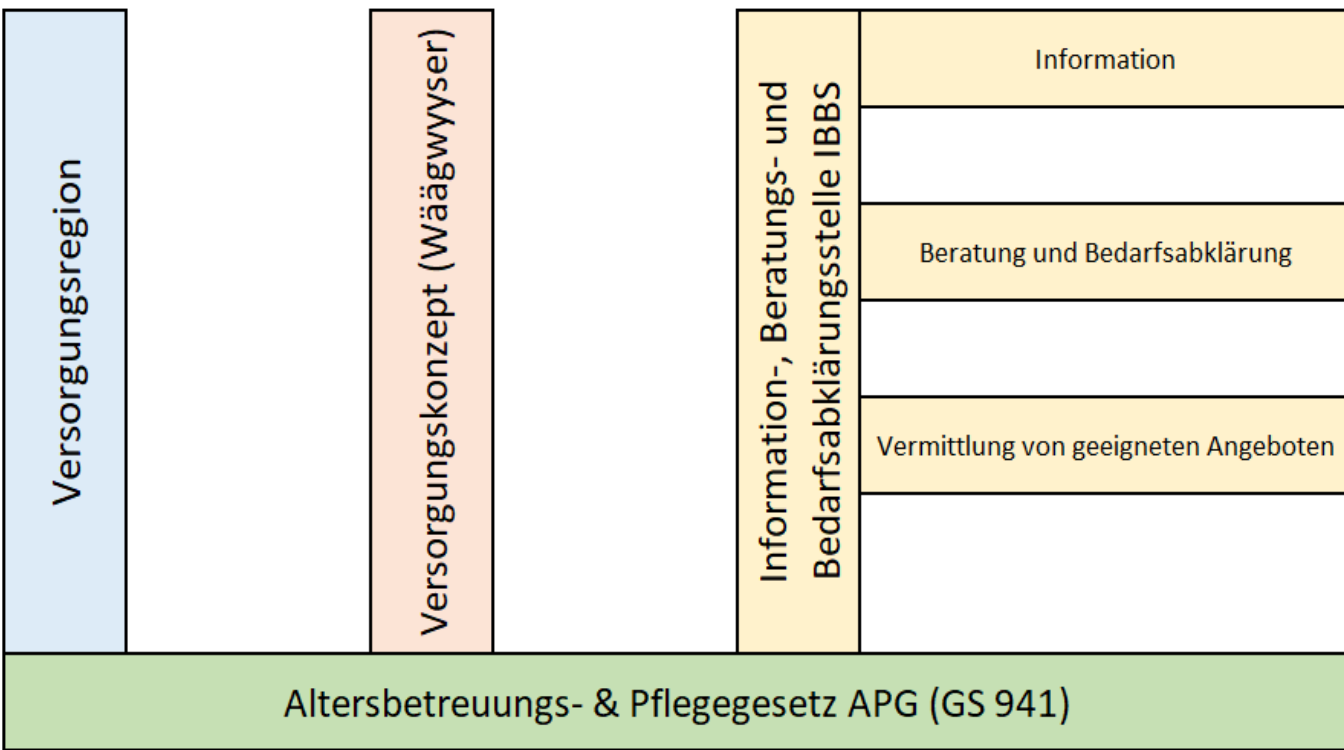 Versorgungsregion
Versorgungskonzept (Wäägwyyser)
Information-, Beratungs- und
Bedarfsabklärungsstelle IBBS
Information
Beratung und Bedarfsabklärung
Vermittlung von geeigneten Angeboten
Altersbetreuungs- & Pflegegesetz APG (GS 941)